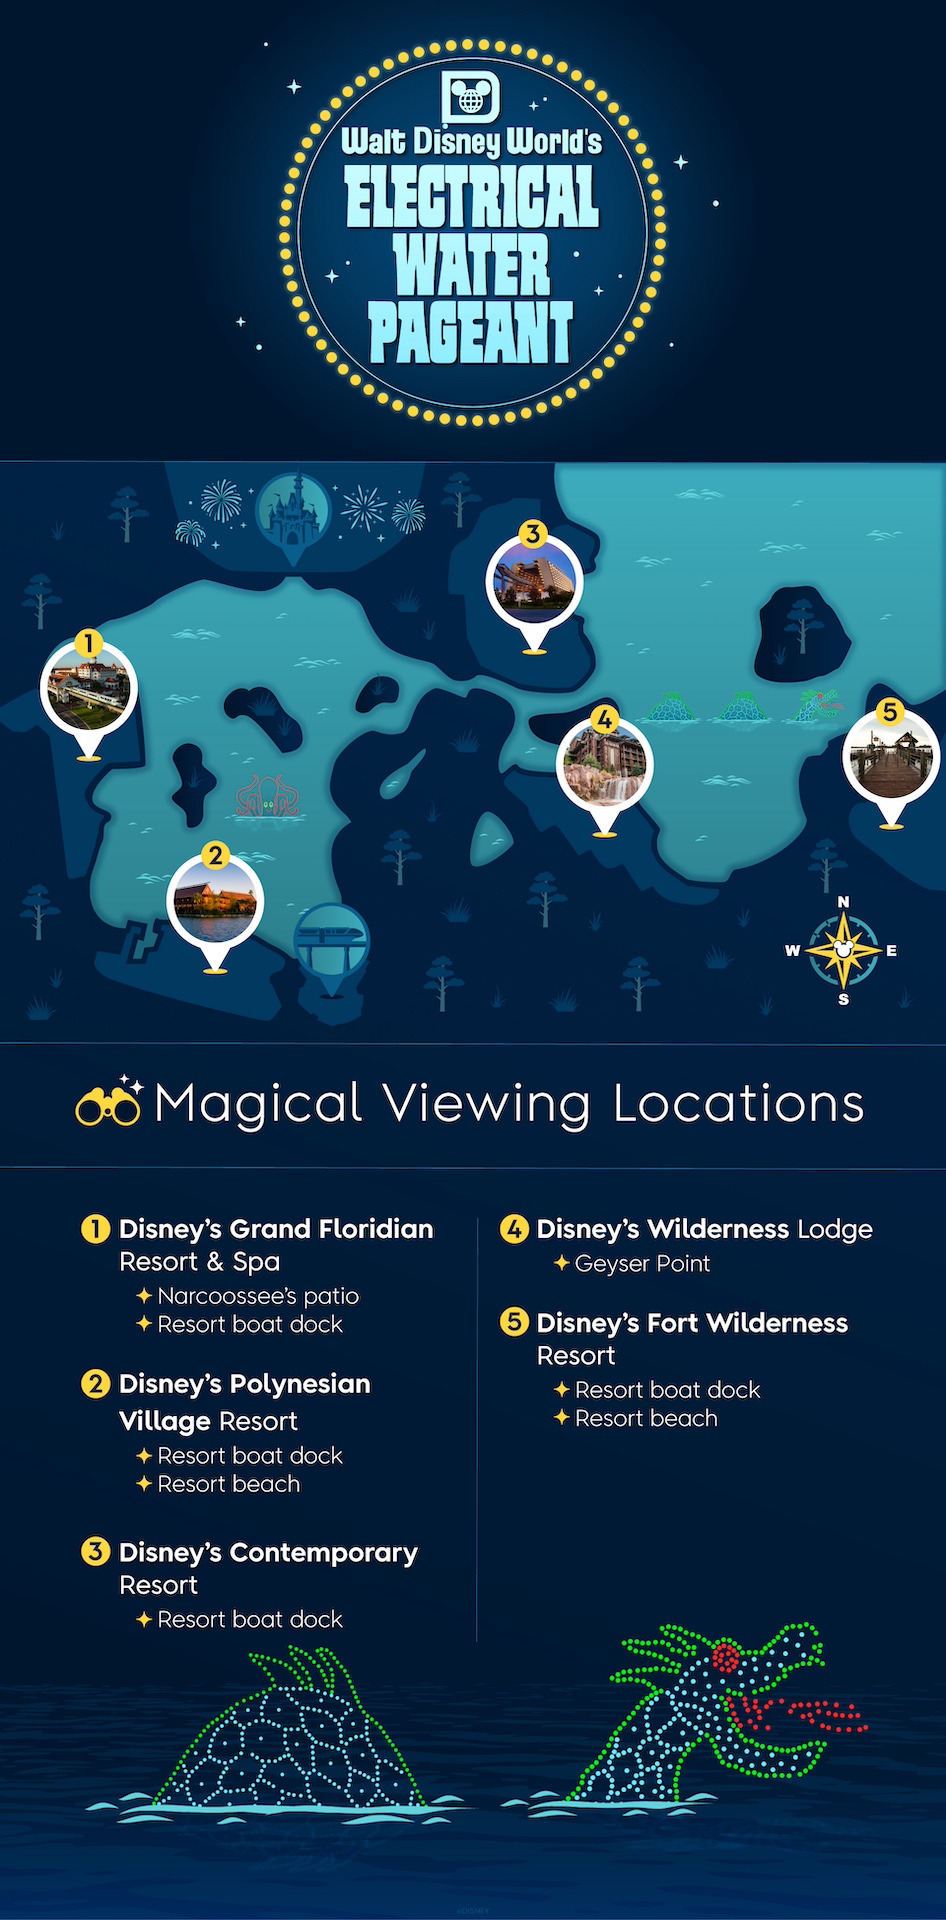 D
Walt Disney World's
ELECTRICAL
WATER
PAGEANT
3
1
4
5
2
N
W E
S
Magical Viewing Locations
1 Disney's Grand Floridian
Resort & Spa
Narcoossee's patio
Resort boat dock
2 Disney's Polynesian
Village Resort
Resort boat dock
Resort beach
3 Disney's Contemporary
Resort
Resort boat dock
4 Disney's Wilderness Lodge
Geyser Point
5 Disney's Fort Wilderness
Resort
Resort boat dock
Resort beach
©DISNEY